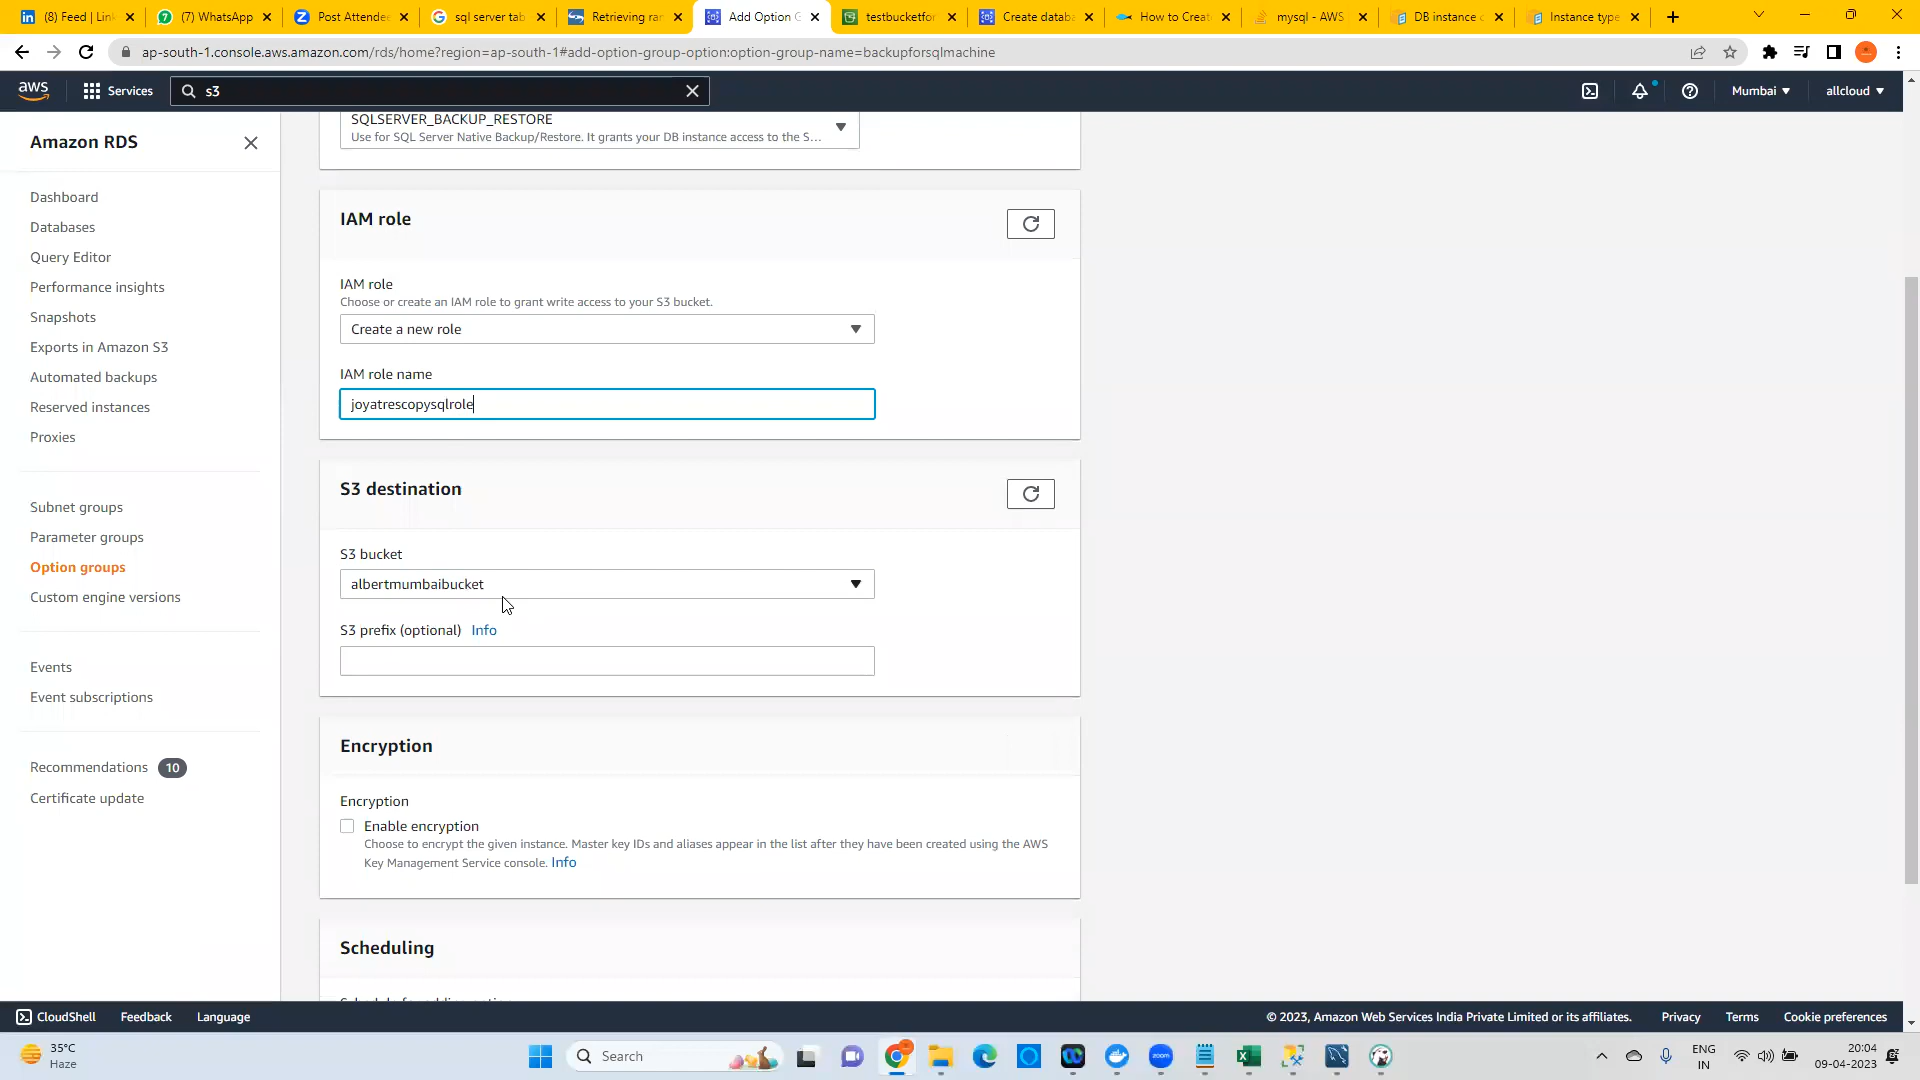 (8) Feed | Link
(7) WhatsApp
Post Attende
sql server tab
Retrieving rar
Add Option G
testbucketfor
Create databa
How to Creat
mysql - AWS
DB instance c
Instance type
ap-south-1.console.aws.amazon.com/rds/home?region=ap-south-1#add-option-group-option:option-group-name=backupforsqlmachine
aws
Services
s3
Mumbai
allcloud
Amazon RDS
Dashboard
Databases
Query Editor
Performance insights
Snapshots
Exports in Amazon S3
Automated backups
Reserved instances
Proxies
Subnet groups
Parameter groups
Option groups
Custom engine versions
Events
Event subscriptions
Recommendations 10
Certificate update
SQLSERVER_BACKUP_RESTORE
Use for SQL Server Native Backup/Restore. It grants your DB instance access to the S...
IAM role
IAM role
Choose or create an IAM role to grant write access to your S3 bucket.
Create a new role
IAM role name
joyatrescopysqlrole
S3 destination
S3 bucket
albertmumbaibucket
S3 prefix (optional) Info
Encryption
Encryption
Enable encryption
Choose to encrypt the given instance. Master key IDs and aliases appear in the list after they have been created using the AWS
Key Management Service console. Info
Scheduling
CloudShell
Feedback
Language
© 2023, Amazon Web Services India Private Limited or its affiliates.
Privacy
Terms
Cookie preferences
35°C
Haze
Search
zoom
ENG
IN
20:04
09-04-2023